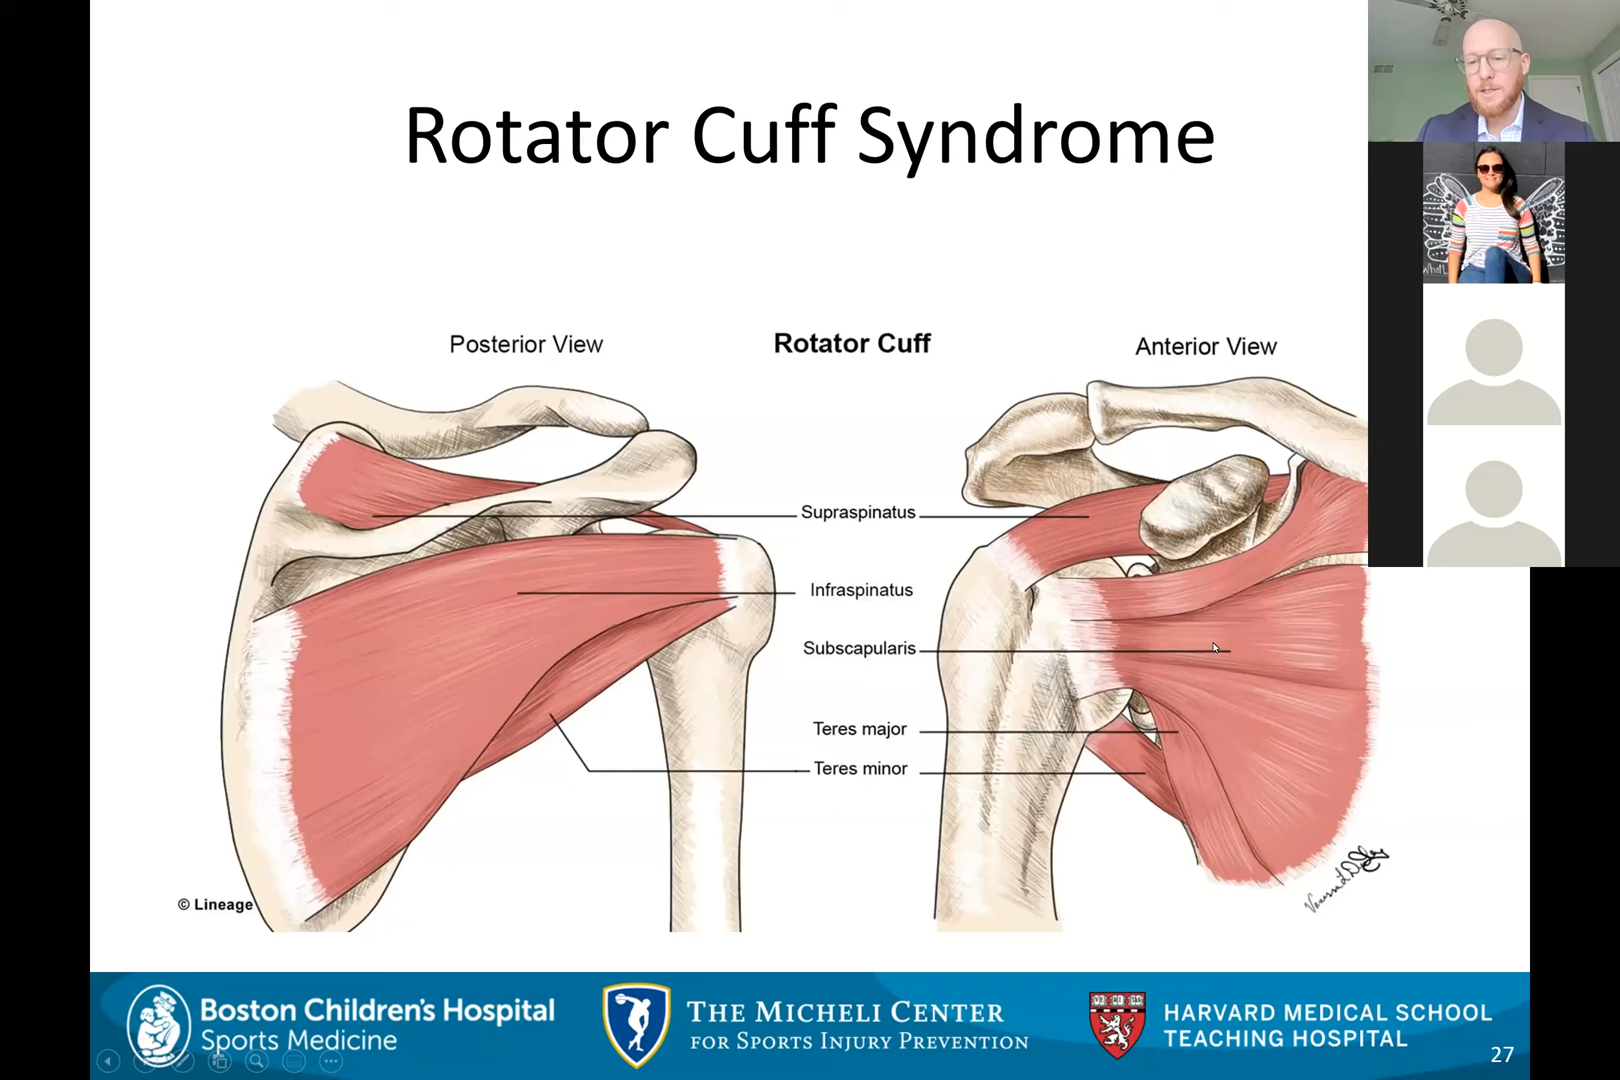 Rotator Cuff Syndrome
Posterior View
Rotator Cuff
Anterior View
Supraspinatus
Infraspinatus
Subscapularis
Teres major
Teres minor
© Lineage
Boston Children's Hospital
Sports Medicine
THE MICHELI CENTER
FOR SPORTS INJURY PREVENTION
HARVARD MEDICAL SCHOOL
TEACHING HOSPITAL
27